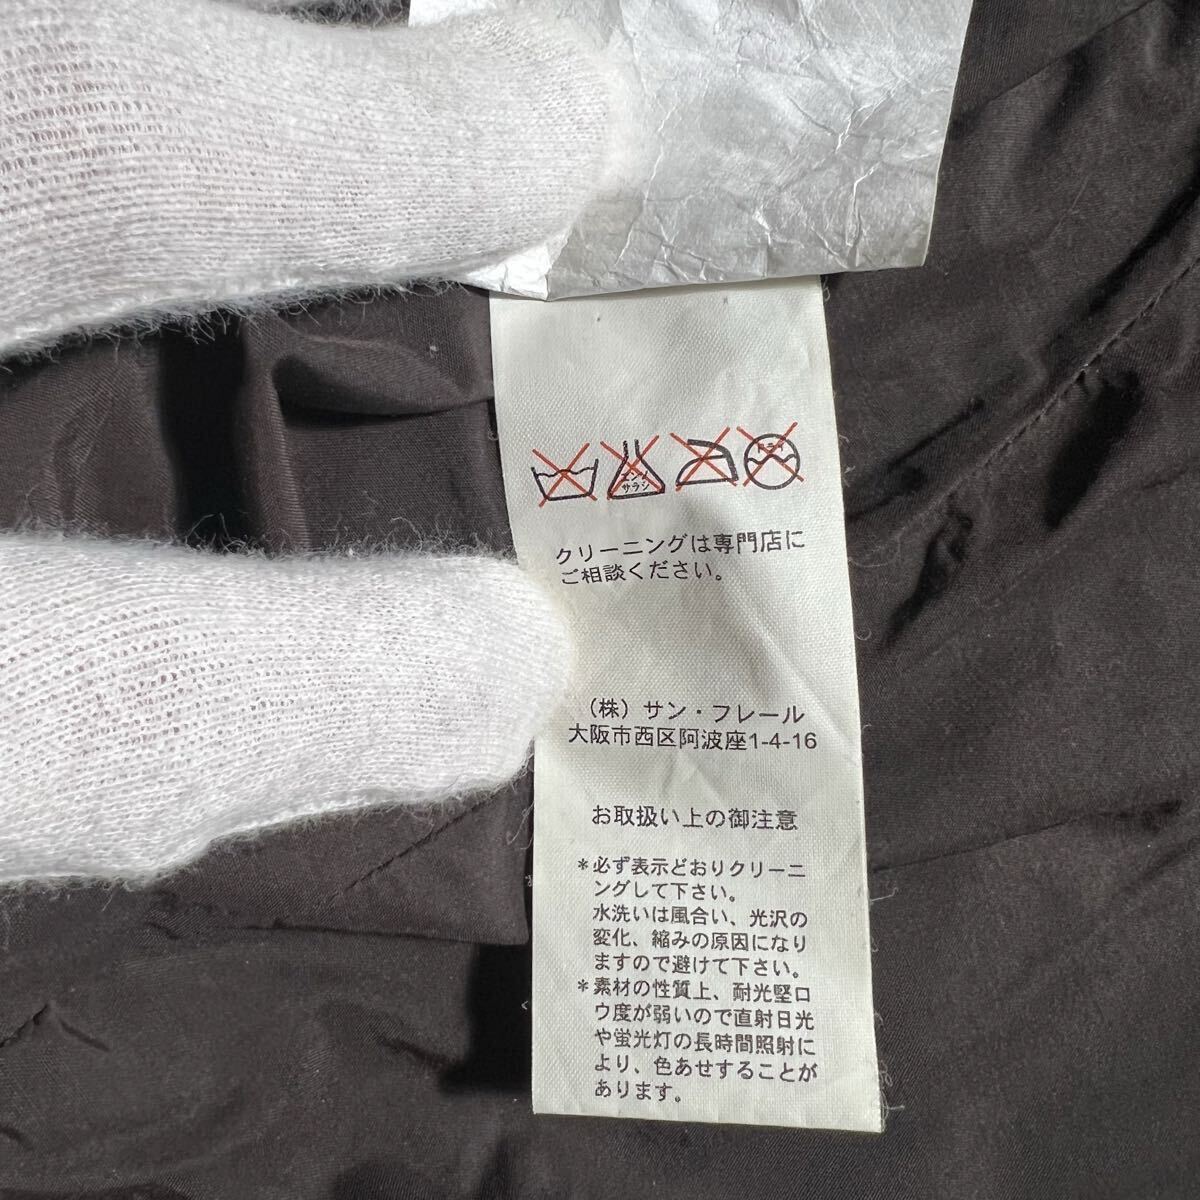 エンソ
サラシ
ドライ
クリーニングは専門店に
ご相談ください。
（株）サン・フレール
大阪市西区阿波座1-4-16
お取扱い上の御注意
＊必ず表示どおりクリーニ
ングして下さい。
水洗いは風合い、光沢の
変化、縮みの原因になり
ますので避けて下さい。
＊素材の性質上、耐光堅ロ
ウ度が弱いので直射日光
や蛍光灯の長時間照射に
より、色あせすることが
あります。